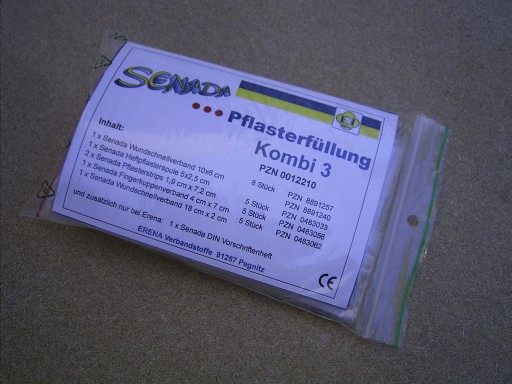 SENADA
Pflasterfüllung
Kombi 3
PZN 0012210
Inhalt:
1 x Senada Wundschnellverband 10x6 cm 8 Stück PZN 8891257
1 x Senada Heftpflasterspule 5x2,5 cm PZN 8891240
2 x Senada Pflasterstrips 1,9 cm x 7,2 cm 5 Stück PZN 0483033
1 x Senada Fingerkuppenverband 4 cm x 7 cm 5 Stück PZN 0483056
1 x Senada Wundschnellverband 18 cm x 2 cm 5 Stück PZN 0483062
und zusätzlich nur bei Erena: 1 x Senada DIN Vorschriftenheft
ERENA Verbandstoffe 91257 Pegnitz
CE